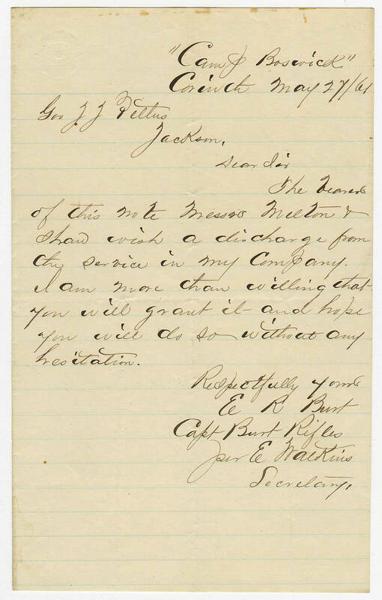 "Camp Boswick"
Corinth May 27/61
Gov J J Pettus
Jackson,
Dear Sir
The bearers
of this note Messrs Melton &
Shaw wish a discharge from
the service in my Company.
I am more than willing that
you will grant it and hope
you will do so without any
hesitation.
Respectfully yours
E R Burt
Capt Burt Rifles
per E Watkins
Secretary.